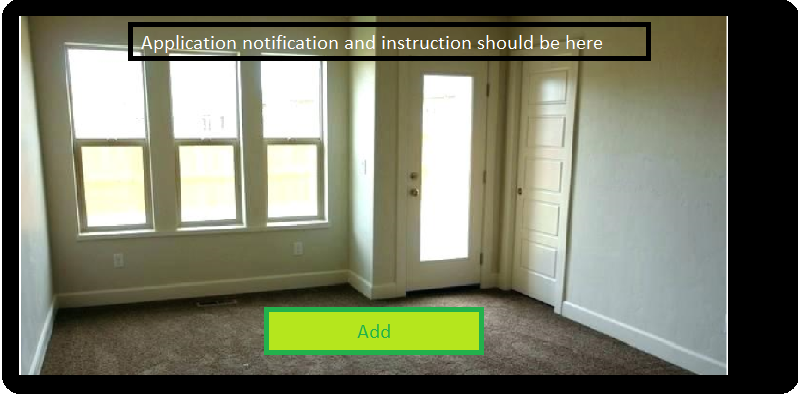 Application notification and instruction should be here
Add